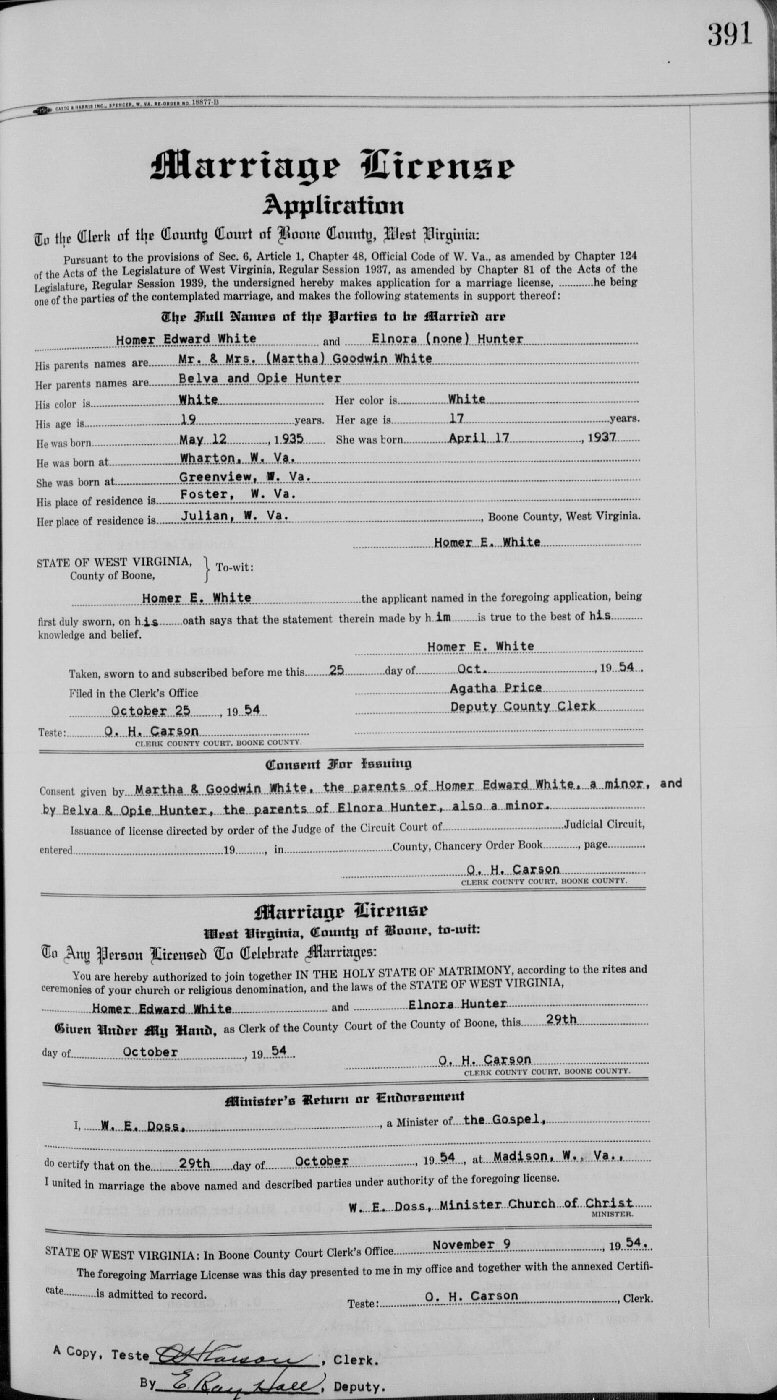 391
CASTO & HARRIS INC., SPENCER, W. VA. RE-ORDER NO. 18877-B
Marriage License
Application
To the Clerk of the County Court of Boone County, West Virginia:
Pursuant to the provisions of Sec. 6, Article 1, Chapter 48, Official Code of W. Va., as amended by Chapter 124
of the Acts of the Legislature of West Virginia, Regular Session 1937, as amended by Chapter 81 of the Acts of the
Legislature, Regular Session 1939, the undersigned hereby makes application for a marriage license, ............he being
one of the parties of the contemplated marriage, and makes the following statements in support thereof:
The Full Names of the Parties to be Married are
Homer Edward White and Elnora (none) Hunter
His parents names are Mr. & Mrs. (Martha) Goodwin White
Her parents names are Belva and Opie Hunter
His color is White Her color is White
His age is 19 years. Her age is 17 years.
He was born May 12, 1935 She was born April 17, 1937
He was born at Wharton, W. Va.
She was born at Greenview, W. Va.
His place of residence is Foster, W. Va.
Her place of residence is Julian, W. Va., Boone County, West Virginia.
Homer E. White
STATE OF WEST VIRGINIA,
County of Boone, } To-wit:
Homer E. White the applicant named in the foregoing application, being
first duly sworn, on his oath says that the statement therein made by him is true to the best of his
knowledge and belief.
Homer E. White
Taken, sworn to and subscribed before me this 25 day of Oct., 1954.
Filed in the Clerk's Office Agatha Price
October 25, 1954 Deputy County Clerk
Teste: O. H. Carson
CLERK COUNTY COURT, BOONE COUNTY
Consent For Issuing
Consent given by Martha & Goodwin White, the parents of Homer Edward White, a minor, and
by Belva & Opie Hunter, the parents of Elnora Hunter, also a minor.
Issuance of license directed by order of the Judge of the Circuit Court of Judicial Circuit,
entered 19, in County, Chancery Order Book, page
O. H. Carson
CLERK COUNTY COURT, BOONE COUNTY.
Marriage License
West Virginia, County of Boone, to-wit:
To Any Person Licensed To Celebrate Marriages:
You are hereby authorized to join together IN THE HOLY STATE OF MATRIMONY, according to the rites and
ceremonies of your church or religious denomination, and the laws of the STATE OF WEST VIRGINIA,
Homer Edward White and Elnora Hunter
Given Under My Hand, as Clerk of the County Court of the County of Boone, this 29th
day of October, 1954
O. H. Carson
CLERK COUNTY COURT, BOONE COUNTY.
Minister's Return or Endorsement
I, W. E. Doss, a Minister of the Gospel,
do certify that on the 29th day of October, 1954, at Madison, W. Va.,
I united in marriage the above named and described parties under authority of the foregoing license.
W. E. Doss, Minister Church of Christ
MINISTER.
STATE OF WEST VIRGINIA: In Boone County Court Clerk's Office November 9, 1954.
The foregoing Marriage License was this day presented to me in my office and together with the annexed Certifi-
cate is admitted to record.
Teste: O. H. Carson, Clerk.
A Copy, Teste O H Carson, Clerk.
By E. Ray Hall, Deputy.